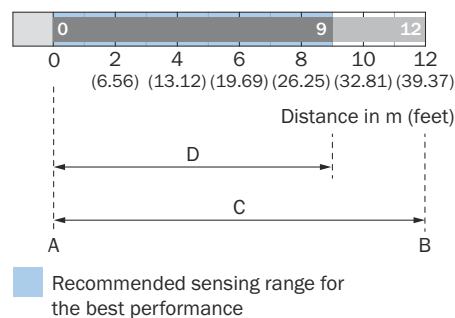 0 9 12
0 2 4 6 8 10 12
(6.56) (13.12) (19.69) (26.25) (32.81) (39.37)
Distance in m (feet)
D
C
A B
Recommended sensing range for
the best performance